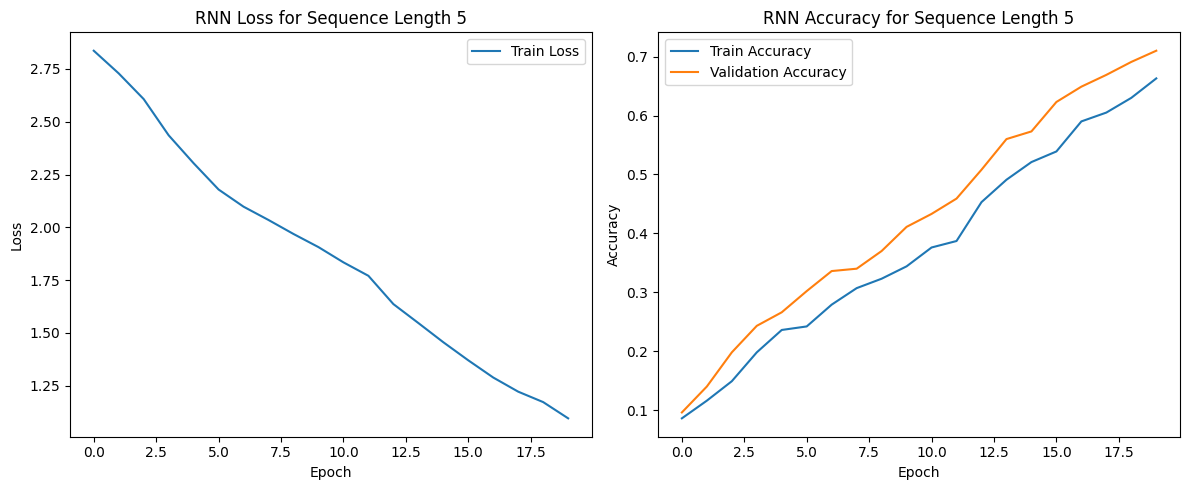 RNN Loss for Sequence Length 5
Train Loss
2.75
2.50
2.25
2.00
1.75
1.50
1.25
Loss
0.0 2.5 5.0 7.5 10.0 12.5 15.0 17.5
Epoch
RNN Accuracy for Sequence Length 5
Train Accuracy
Validation Accuracy
0.7
0.6
0.5
0.4
0.3
0.2
0.1
Accuracy
0.0 2.5 5.0 7.5 10.0 12.5 15.0 17.5
Epoch